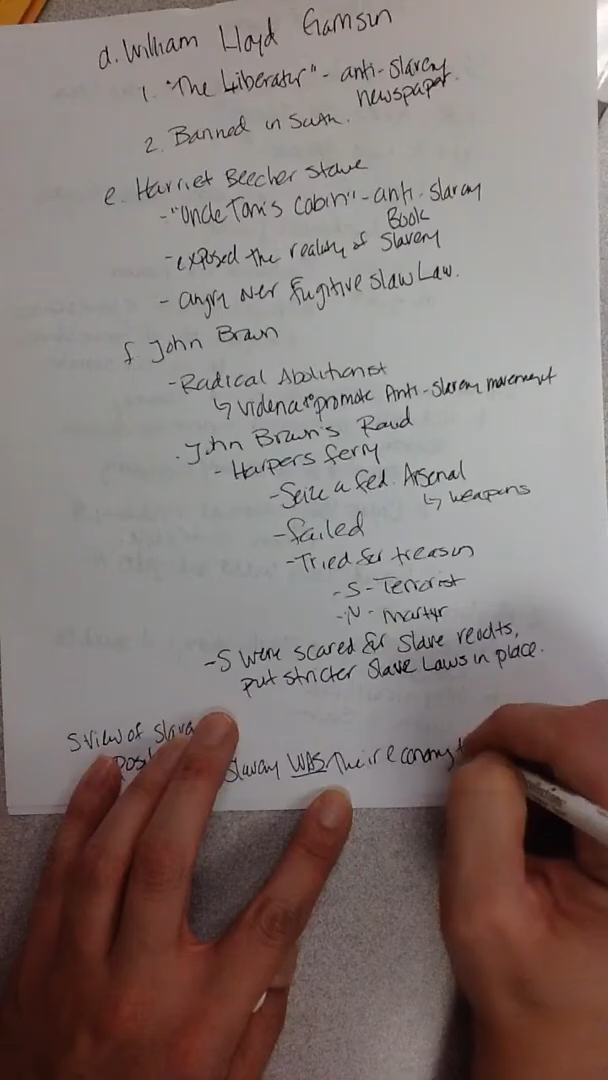 d. William Lloyd Garrison
1. "The Liberator" - anti-slavery
newspaper.
2. Banned in South.
e. Harriet Beecher Stowe
- "Uncle Tom's Cabin" - anti-slavery
Book
- exposed the reality of slavery
- angry over Fugitive Slave Law.
f John Brown
- Radical Abolitionist
↳ violence to promote Anti-slavery movement
. John Brown's Raid
- Harpers ferry
- Seize a fed. Arsenal
↳ weapons
- failed
- Tried for treason
- S - Terrorist
- N - Martyr
- S were scared for slave revolts,
put stricter Slave Laws in place.
S view of Slave
Posi Slavery WAS Their economy